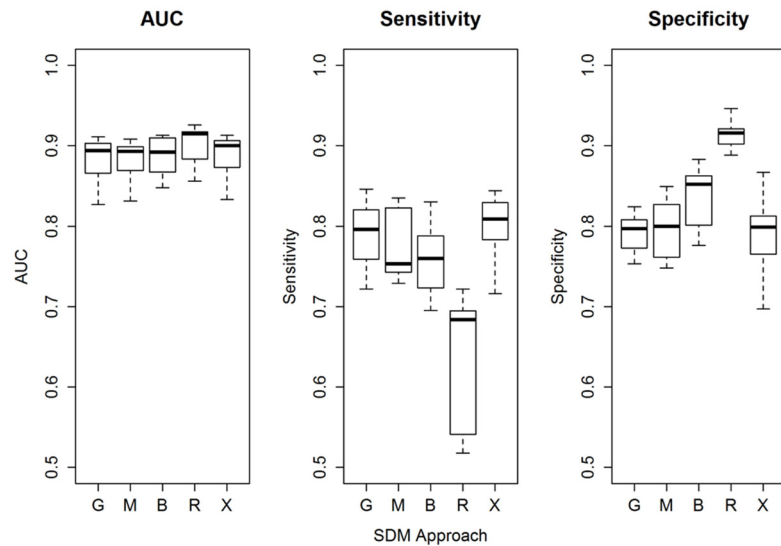 AUC
AUC
1.0
0.9
0.8
0.7
0.6
0.5
G M B R X
Sensitivity
Sensitivity
1.0
0.9
0.8
0.7
0.6
0.5
G M B R X
SDM Approach
Specificity
Specificity
1.0
0.9
0.8
0.7
0.6
0.5
G M B R X